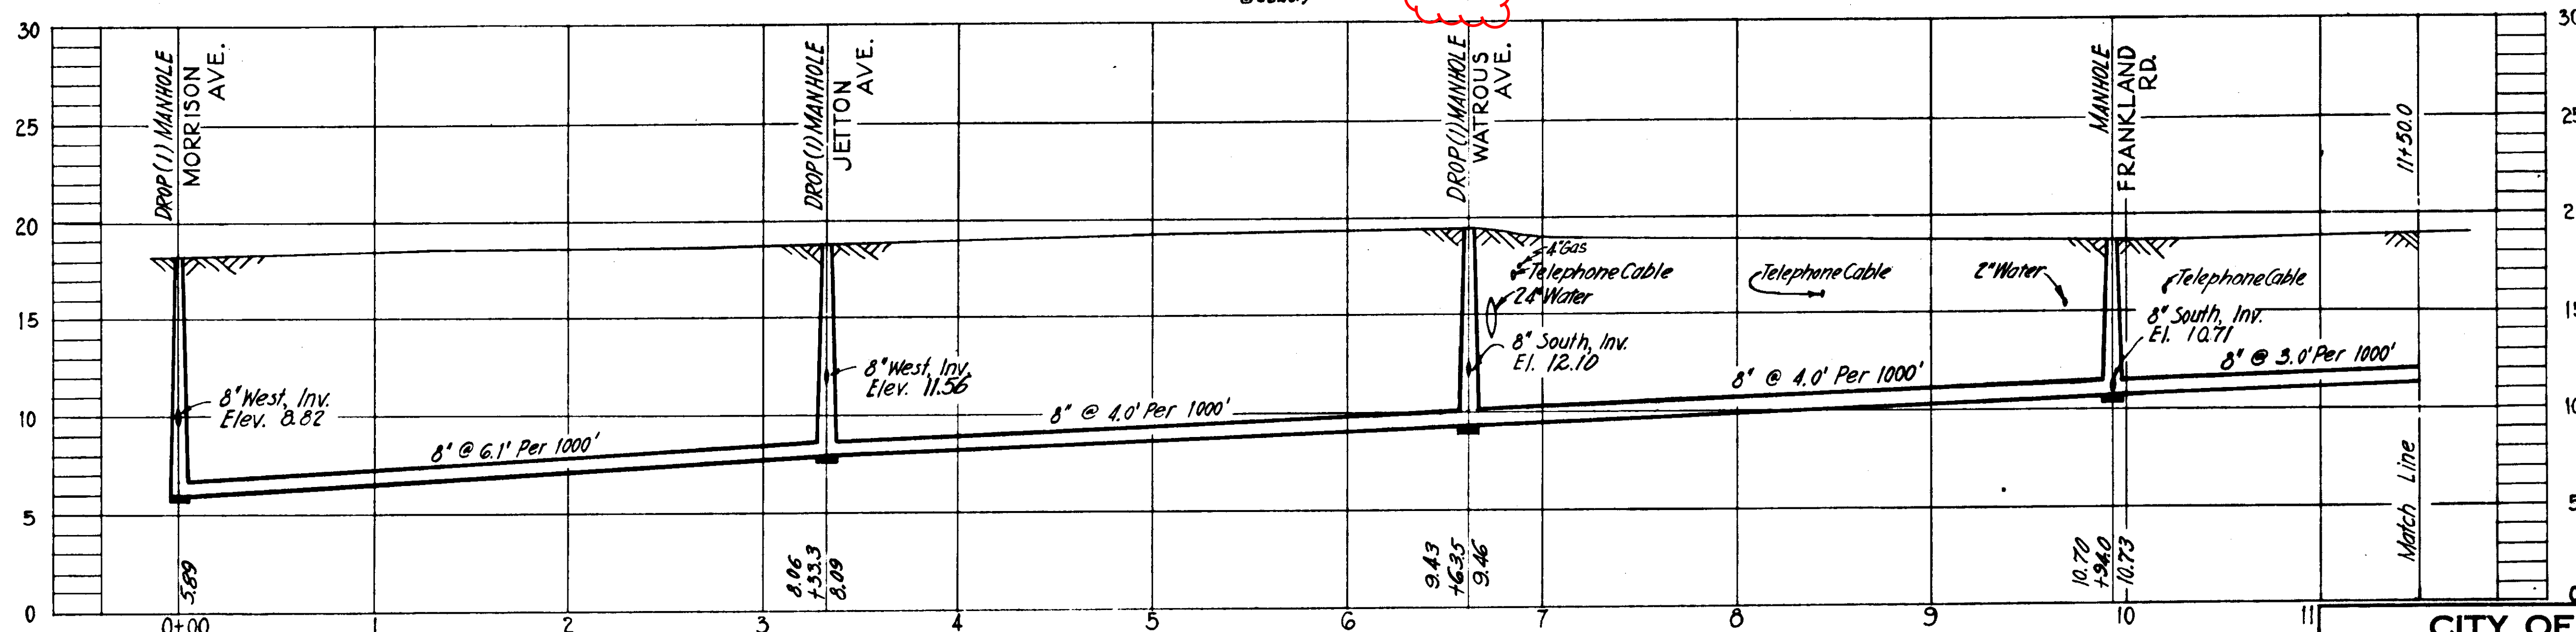 30
25
20
15
10
5
0
DROP(1) MANHOLE
MORRISON
AVE.
DROP(1) MANHOLE
JETTON
AVE.
DROP(1) MANHOLE
WATROUS
AVE.
MANHOLE
FRANKLAND
RD.
11+50.0
4" Gas
Telephone Cable
24" Water
Telephone Cable
2" Water
Telephone Cable
8" South, Inv.
El. 10.71
8" South, Inv.
El. 12.10
8" West, Inv.
Elev. 11.56
8" West, Inv.
Elev. 8.82
8" @ 6.1' Per 1000'
8" @ 4.0' Per 1000'
8" @ 4.0' Per 1000'
8" @ 3.0' Per 1000'
Match Line
5.89
8.06
+33.3
8.09
9.43
+63.5
9.46
10.70
+94.0
10.73
0+00 1 2 3 4 5 6 7 8 9 10 11
CITY OF